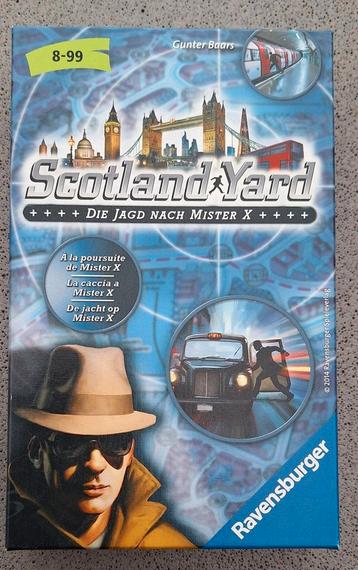 Gunter Baars
8-99
Scotland Yard
++++ DIE JAGD NACH MISTER X ++++
A la poursuite
de Mister X
La caccia a
Mister X
De jacht op
Mister X
© 2014 Ravensburger Spieleverlag
Ravensburger